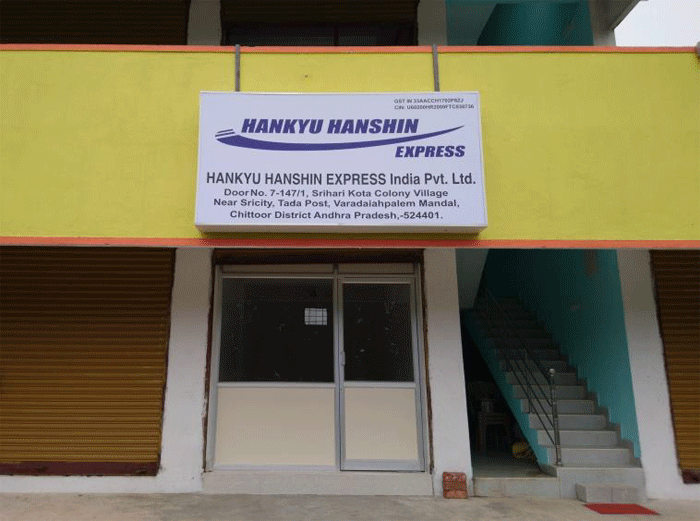 HANKYU HANSHIN
EXPRESS
HANKYU HANSHIN EXPRESS India Pvt. Ltd.
Door No. 7-147/1, Srihari Kota Colony Village
Near Sricity, Tada Post, Varadaiahpalem Mandal,
Chittoor District Andhra Pradesh,-524401.